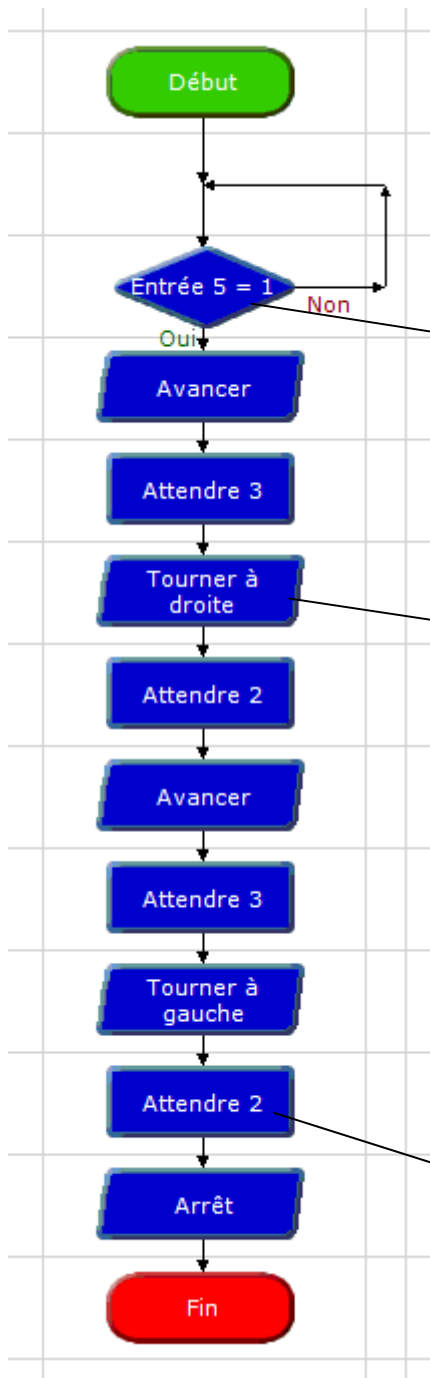 Début
Entrée 5 = 1
Non
Oui
Avancer
Attendre 3
Tourner à
droite
Attendre 2
Avancer
Attendre 3
Tourner à
gauche
Attendre 2
Arrêt
Fin